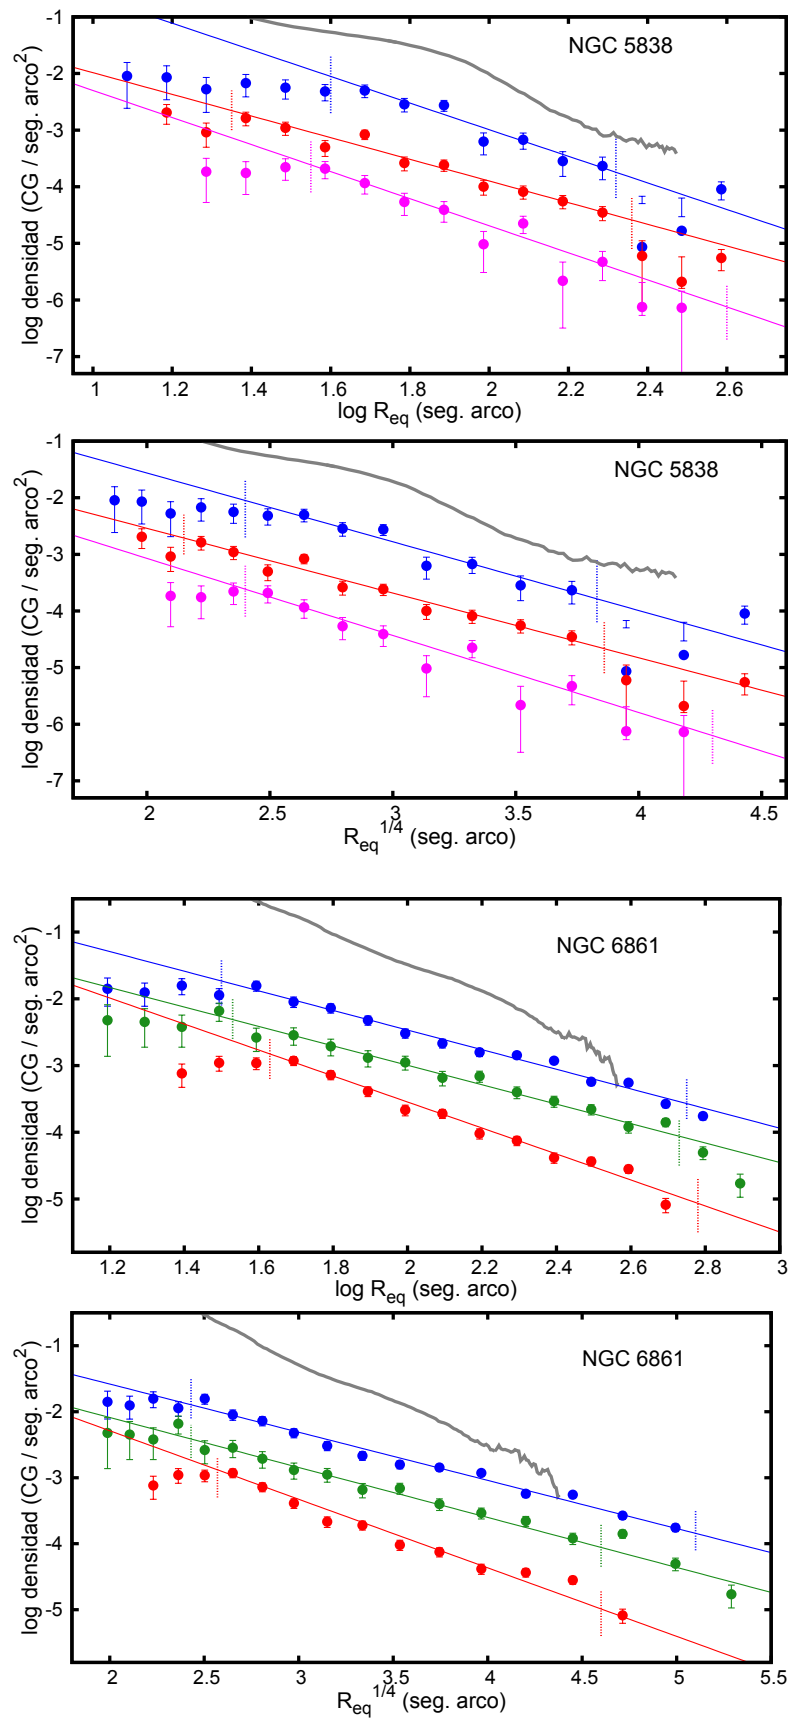 NGC 5838
log densidad (CG / seg. arco²)
-1
-2
-3
-4
-5
-6
-7
1 1.2 1.4 1.6 1.8 2 2.2 2.4 2.6
log R_eq (seg. arco)
NGC 5838
log densidad (CG / seg. arco²)
-1
-2
-3
-4
-5
-6
-7
2 2.5 3 3.5 4 4.5
R_eq^1/4 (seg. arco)
NGC 6861
log densidad (CG / seg. arco²)
-1
-2
-3
-4
-5
1.2 1.4 1.6 1.8 2 2.2 2.4 2.6 2.8 3
log R_eq (seg. arco)
NGC 6861
log densidad (CG / seg. arco²)
-1
-2
-3
-4
-5
2 2.5 3 3.5 4 4.5 5 5.5
R_eq^1/4 (seg. arco)